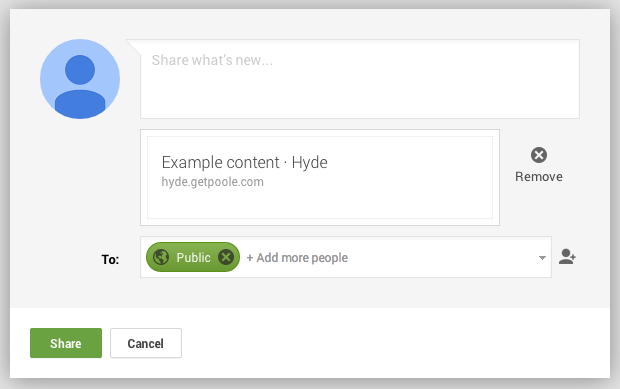 Share what's new...
Example content · Hyde
hyde.getpoole.com
Remove
To: Public + Add more people
Share Cancel